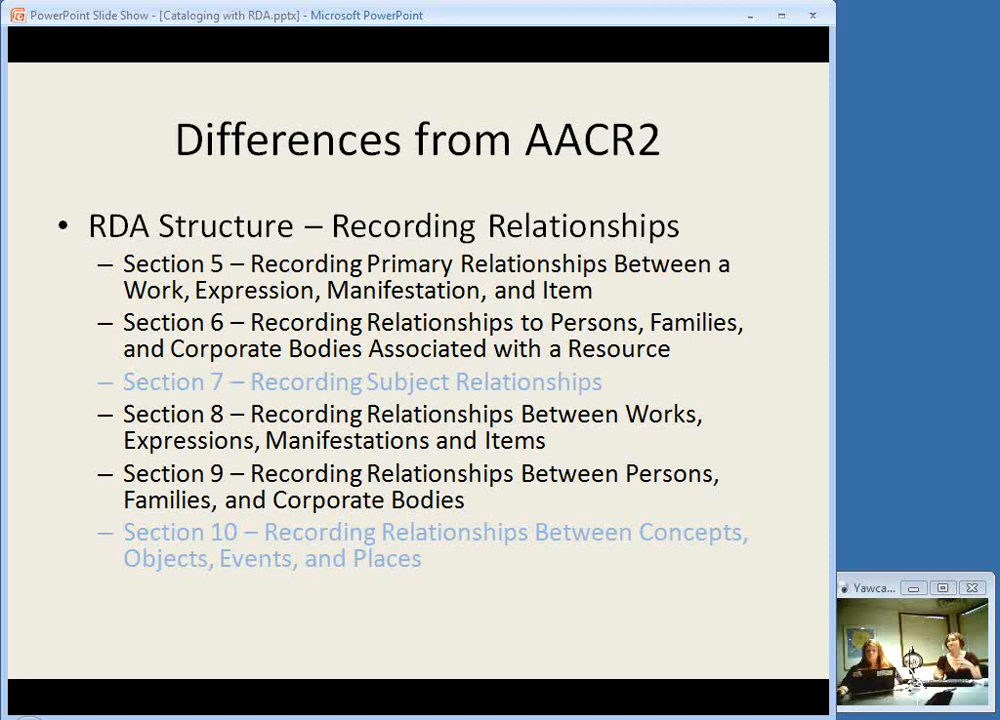 PowerPoint Slide Show - [Cataloging with RDA.pptx] - Microsoft PowerPoint
Differences from AACR2
• RDA Structure – Recording Relationships
– Section 5 – Recording Primary Relationships Between a
Work, Expression, Manifestation, and Item
– Section 6 – Recording Relationships to Persons, Families,
and Corporate Bodies Associated with a Resource
– Section 7 – Recording Subject Relationships
– Section 8 – Recording Relationships Between Works,
Expressions, Manifestations and Items
– Section 9 – Recording Relationships Between Persons,
Families, and Corporate Bodies
– Section 10 – Recording Relationships Between Concepts,
Objects, Events, and Places
Yawca...